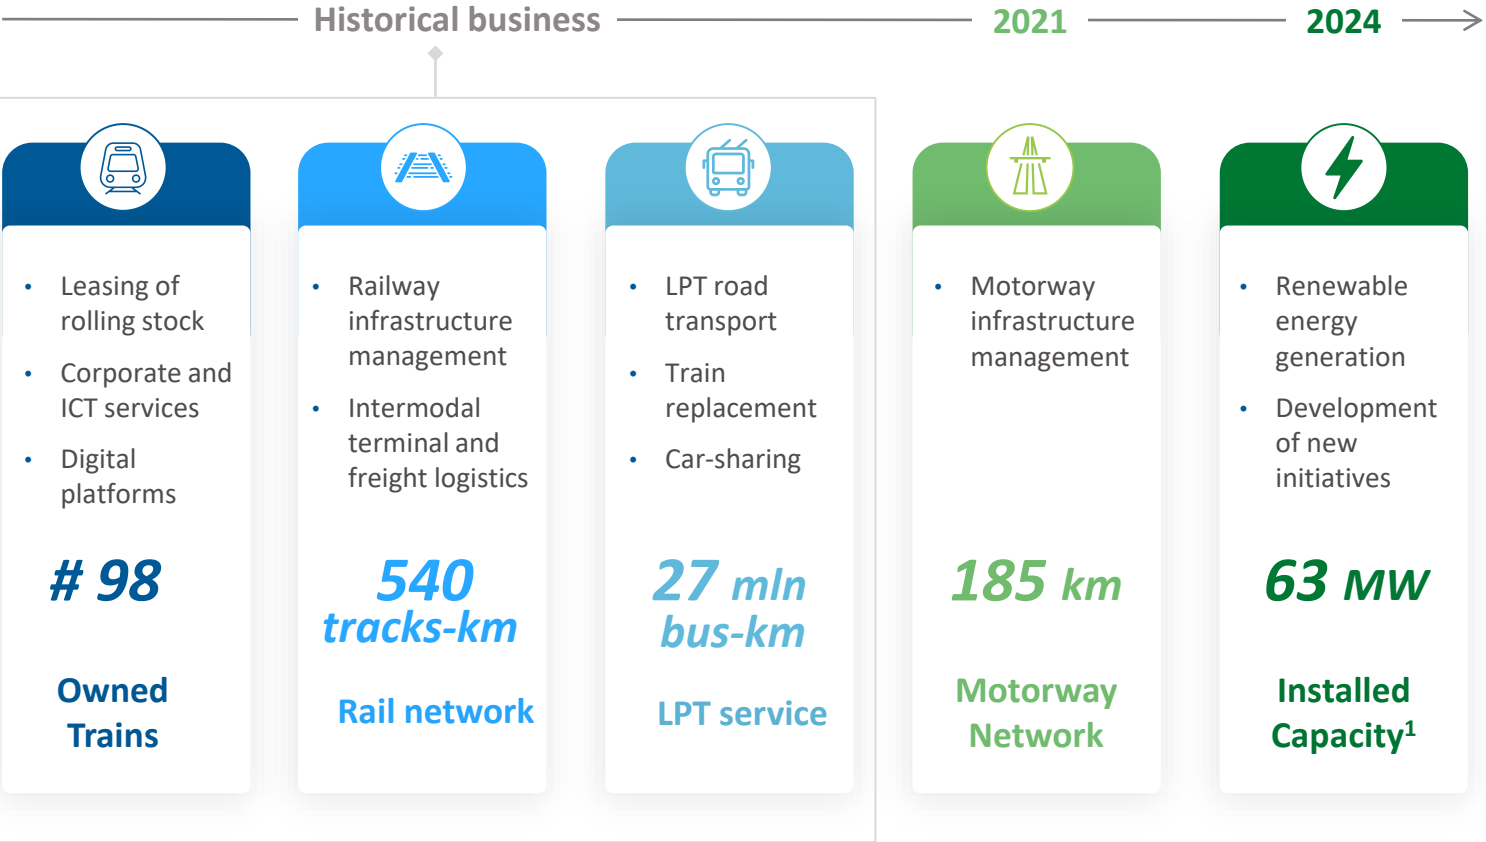 Historical business
2021
2024
• Leasing of
rolling stock
• Corporate and
ICT services
• Digital
platforms
# 98
Owned
Trains
• Railway
infrastructure
management
• Intermodal
terminal and
freight logistics
540
tracks-km
Rail network
• LPT road
transport
• Train
replacement
• Car-sharing
27 mln
bus-km
LPT service
• Motorway
infrastructure
management
185 km
Motorway
Network
• Renewable
energy
generation
• Development
of new
initiatives
63 MW
Installed
Capacity¹